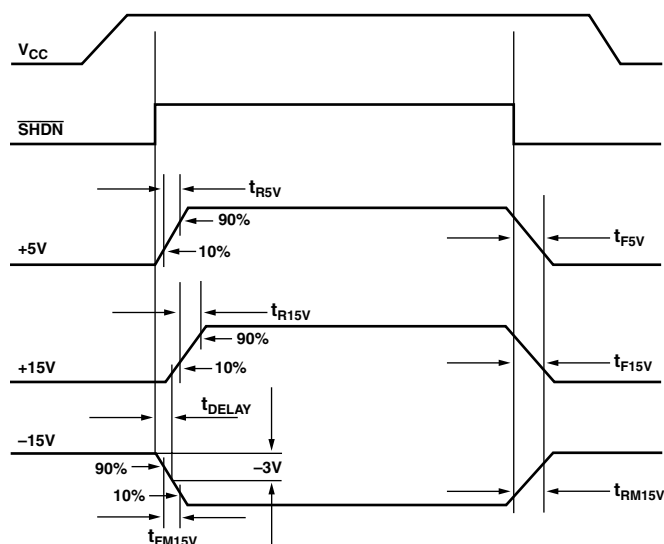 VCC
SHDN
tR5V
90%
10%
+5V
tF5V
tR15V
90%
10%
+15V
tF15V
tDELAY
–15V
90%
–3V
10%
tRM15V
tFM15V